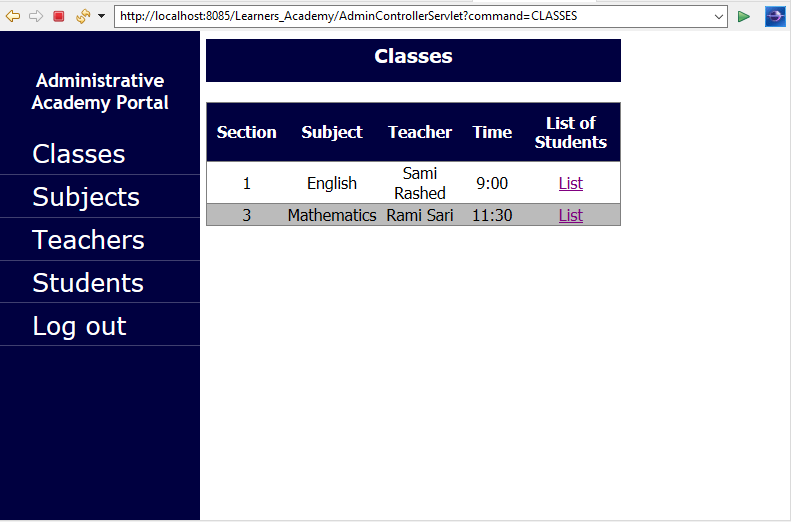 http://localhost:8085/Learners_Academy/AdminControllerServlet?command=CLASSES
Administrative
Academy Portal
Classes
Subjects
Teachers
Students
Log out
Classes
Section Subject Teacher Time List of Students
1 English Sami Rashed 9:00 List
3 Mathematics Rami Sari 11:30 List